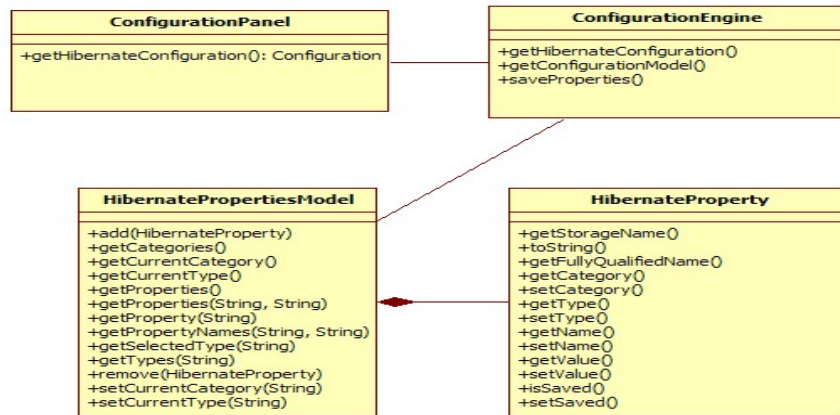 ConfigurationPanel
+getHibernateConfiguration(): Configuration
ConfigurationEngine
+getHibernateConfiguration()
+getConfigurationModel()
+saveProperties()
HibernatePropertiesModel
+add(HibernateProperty)
+getCategories()
+getCurrentCategory()
+getCurrentType()
+getProperties()
+getProperties(String, String)
+getProperty(String)
+getPropertyNames(String, String)
+getSelectedType(String)
+getTypes(String)
+remove(HibernateProperty)
+setCurrentCategory(String)
+setCurrentType(String)
HibernateProperty
+getStorageName()
+toString()
+getFullyQualifiedName()
+getCategory()
+setCategory()
+getType()
+setType()
+getName()
+setName()
+getValue()
+setValue()
+isSaved()
+setSaved()